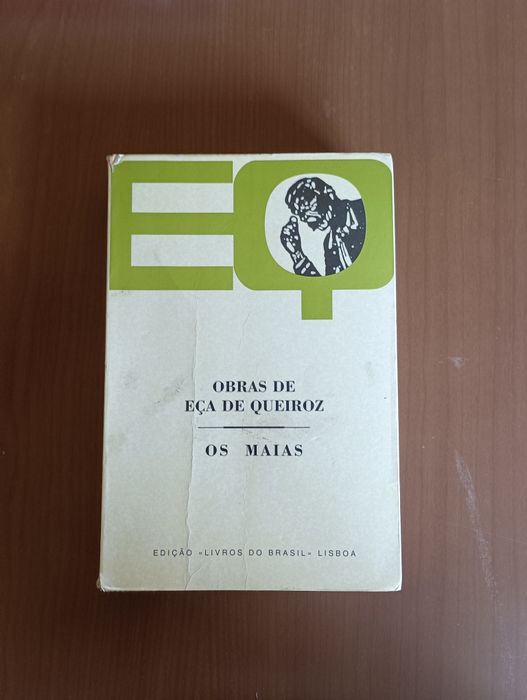 EQ
OBRAS DE
EÇA DE QUEIROZ
OS MAIAS
EDIÇÃO «LIVROS DO BRASIL» LISBOA